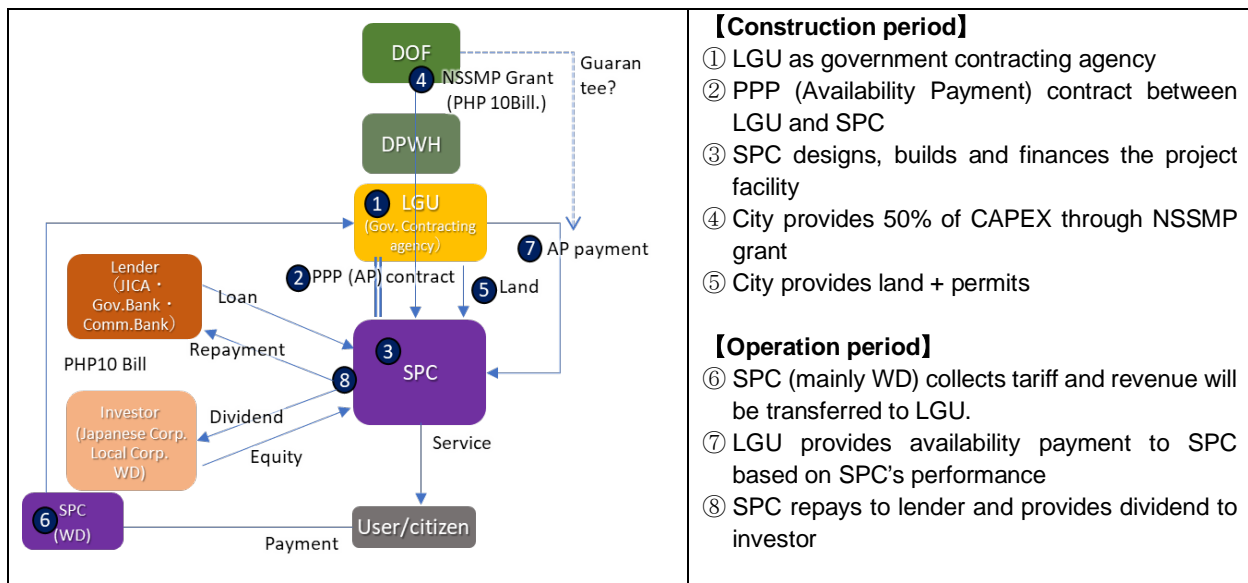 DOF
④ NSSMP Grant
(PHP 10Bill.)
Guaran
tee?
DPWH
① LGU
(Gov. Contracting
agency)
⑦ AP payment
② PPP (AP) contract
⑤ Land
Lender
(JICA・
Gov.Bank・
Comm.Bank)
Loan
Repayment
PHP10 Bill
③
SPC
⑧
Investor
(Japanese Corp.
Local Corp.
WD)
Dividend
Equity
Service
⑥ SPC
(WD)
Payment
User/citizen
【Construction period】
① LGU as government contracting agency
② PPP (Availability Payment) contract between
LGU and SPC
③ SPC designs, builds and finances the project
facility
④ City provides 50% of CAPEX through NSSMP
grant
⑤ City provides land + permits
【Operation period】
⑥ SPC (mainly WD) collects tariff and revenue will
be transferred to LGU.
⑦ LGU provides availability payment to SPC
based on SPC's performance
⑧ SPC repays to lender and provides dividend to
investor